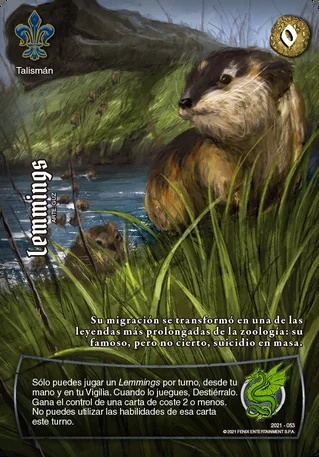 0
Talismán
Lemmings
Su migración se transformó en una de las
leyendas más prolongadas de la zoología: su
famoso, pero no cierto, suicidio en masa.
Sólo puedes jugar un Lemmings por turno, desde tu
mano y en tu Vigilia. Cuando lo juegues, Destiérralo.
Gana el control de una carta de coste 2 o menos.
No puedes utilizar las habilidades de esa carta
este turno.
2021 - 053
© 2021 FENIX ENTERTAINMENT S.P.A.